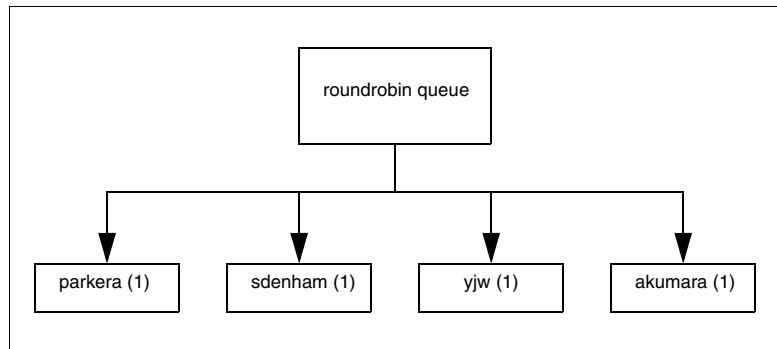 roundrobin queue
parkera (1)
sdenham (1)
yjw (1)
akumara (1)